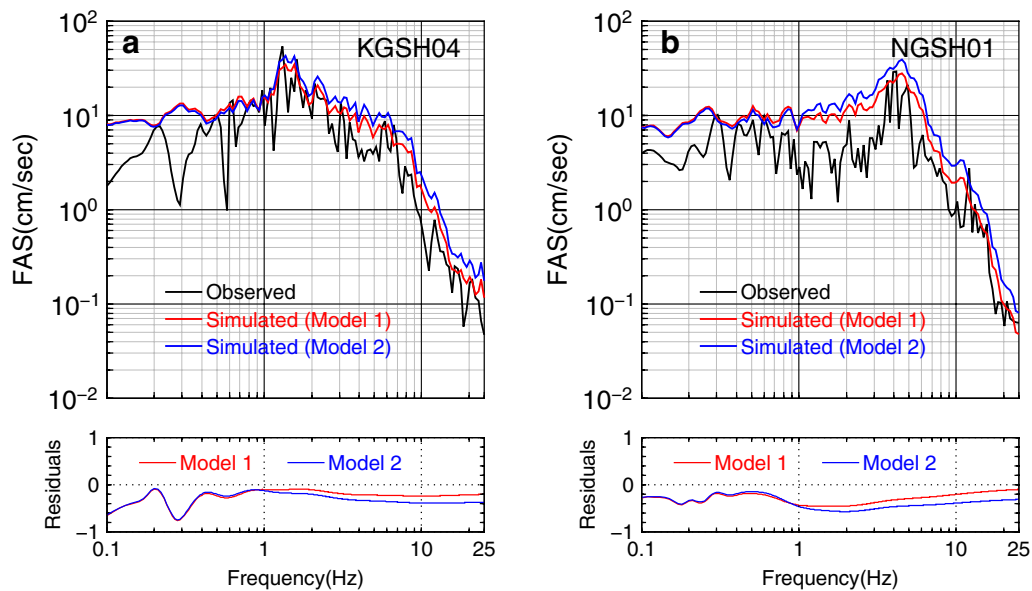 a
KGSH04
10²
10¹
10⁰
10⁻¹
10⁻²
FAS(cm/sec)
Observed
Simulated (Model 1)
Simulated (Model 2)
1
0
−1
Residuals
Model 1
Model 2
0.1
1
10
25
Frequency(Hz)
b
NGSH01
10²
10¹
10⁰
10⁻¹
10⁻²
FAS(cm/sec)
Observed
Simulated (Model 1)
Simulated (Model 2)
1
0
−1
Residuals
Model 1
Model 2
0.1
1
10
25
Frequency(Hz)